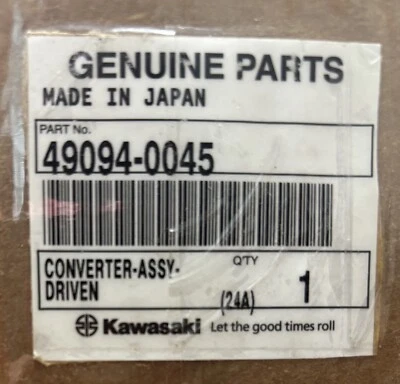 GENUINE PARTS
MADE IN JAPAN
PART No.
49094-0045
CONVERTER-ASSY- Q'TY
DRIVEN (24A) 1
Kawasaki Let the good times roll